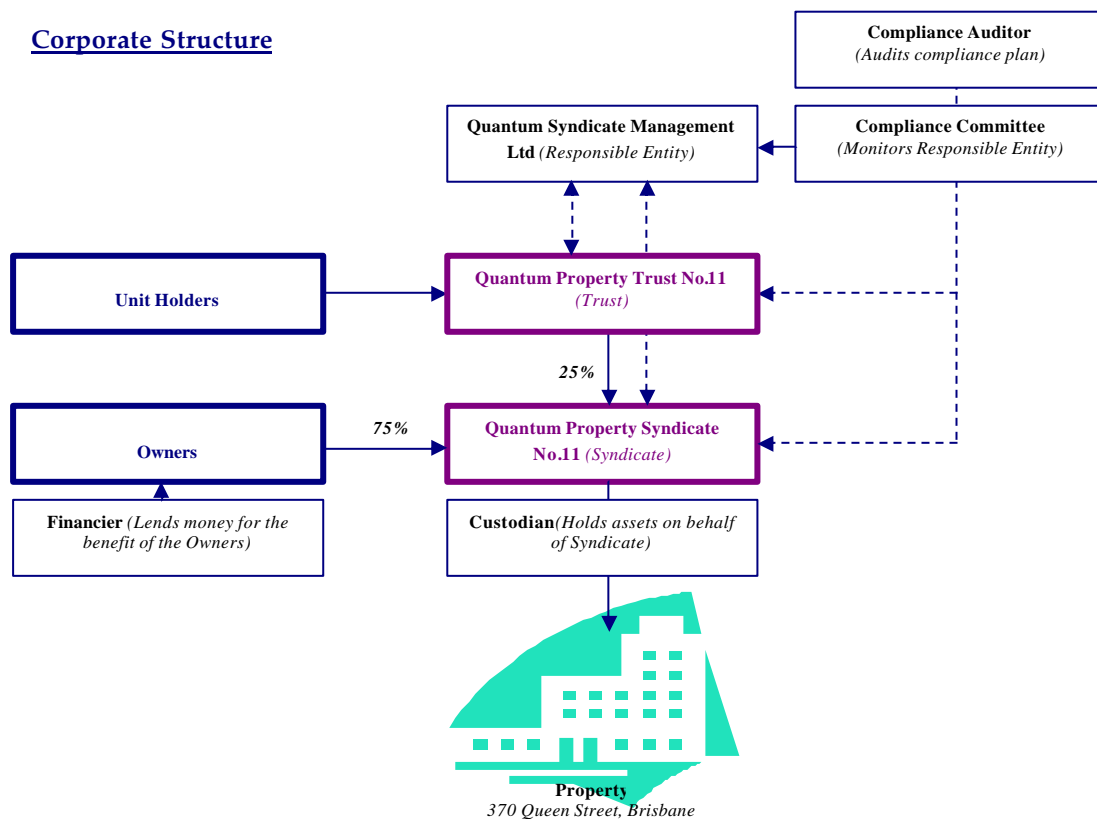 Corporate Structure
Compliance Auditor
(Audits compliance plan)
Quantum Syndicate Management
Ltd (Responsible Entity)
Compliance Committee
(Monitors Responsible Entity)
Unit Holders
Quantum Property Trust No.11
(Trust)
25%
Owners
75%
Quantum Property Syndicate
No.11 (Syndicate)
Financier (Lends money for the
benefit of the Owners)
Custodian(Holds assets on behalf
of Syndicate)
Property
370 Queen Street, Brisbane